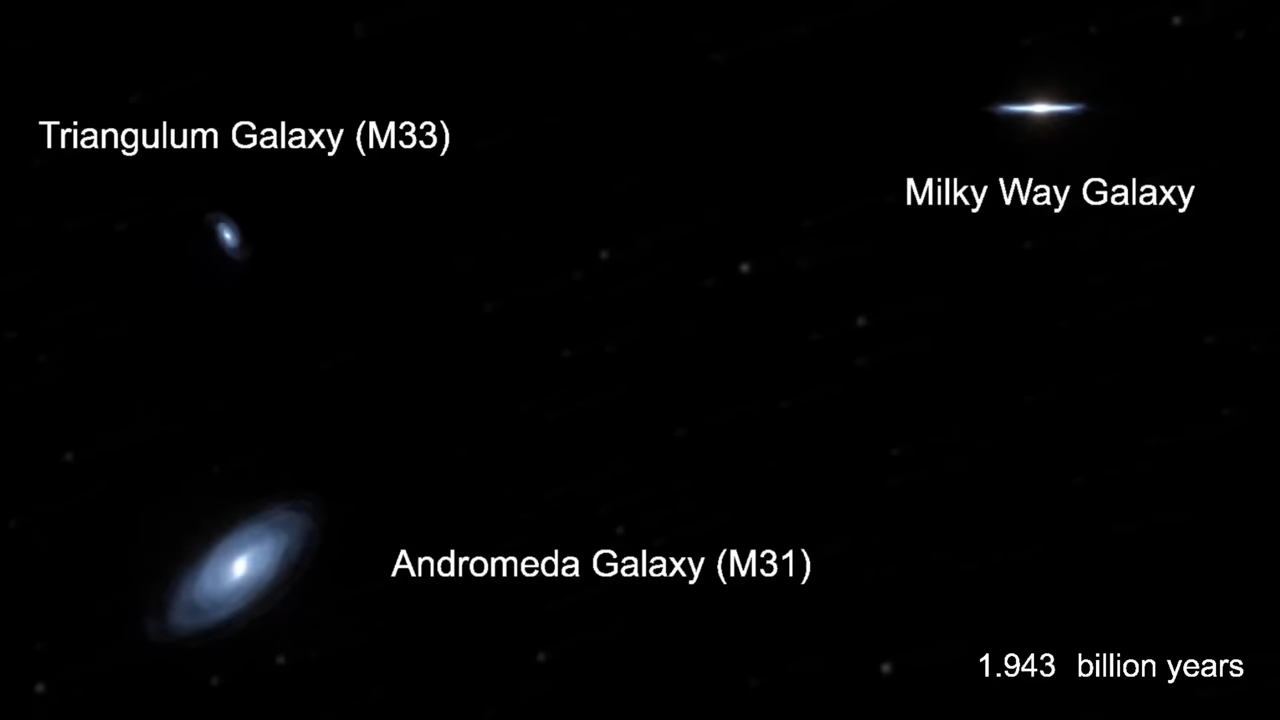 Triangulum Galaxy (M33)
Milky Way Galaxy
Andromeda Galaxy (M31)
1.943 billion years